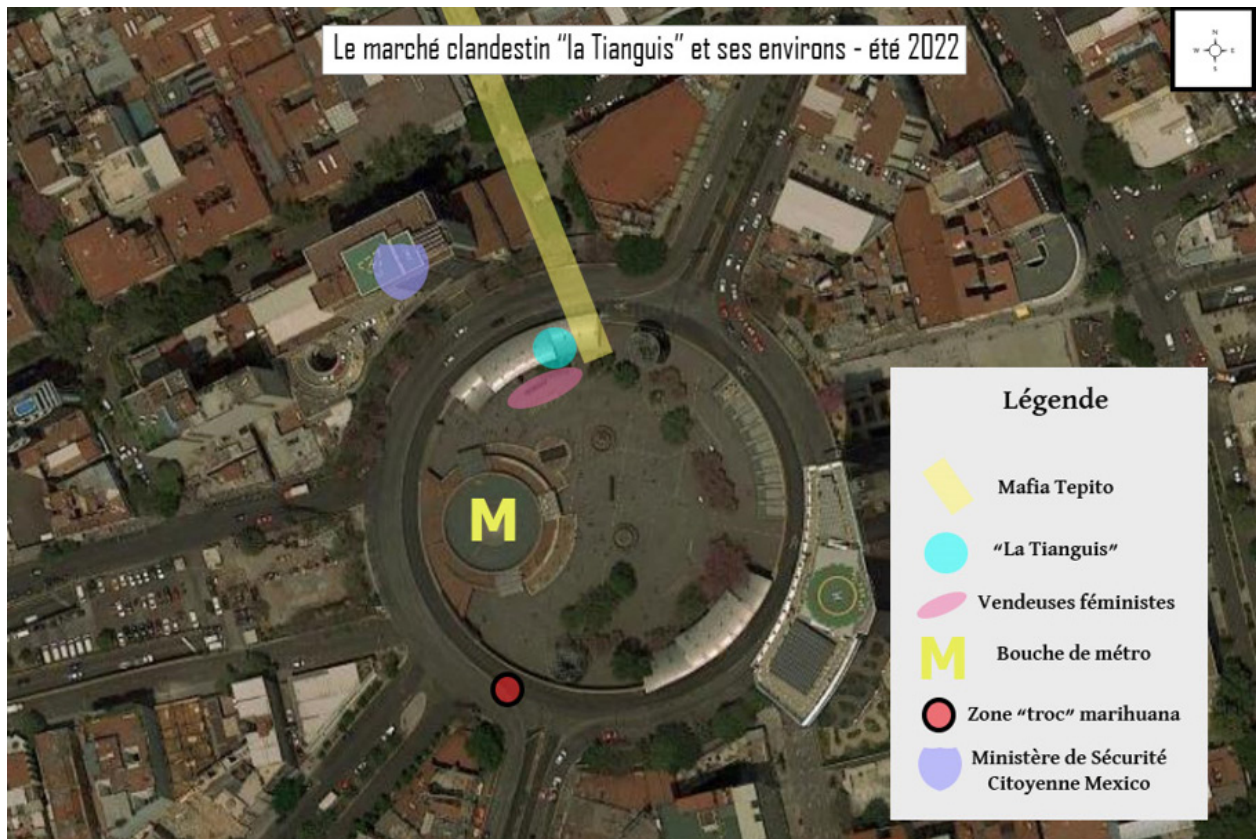 Le marché clandestin "la Tianguis" et ses environs - été 2022
N
W E
S
Légende
Mafia Tepito
"La Tianguis"
Vendeuses féministes
M
M
Bouche de métro
Zone "troc" marihuana
Ministère de Sécurité
Citoyenne Mexico